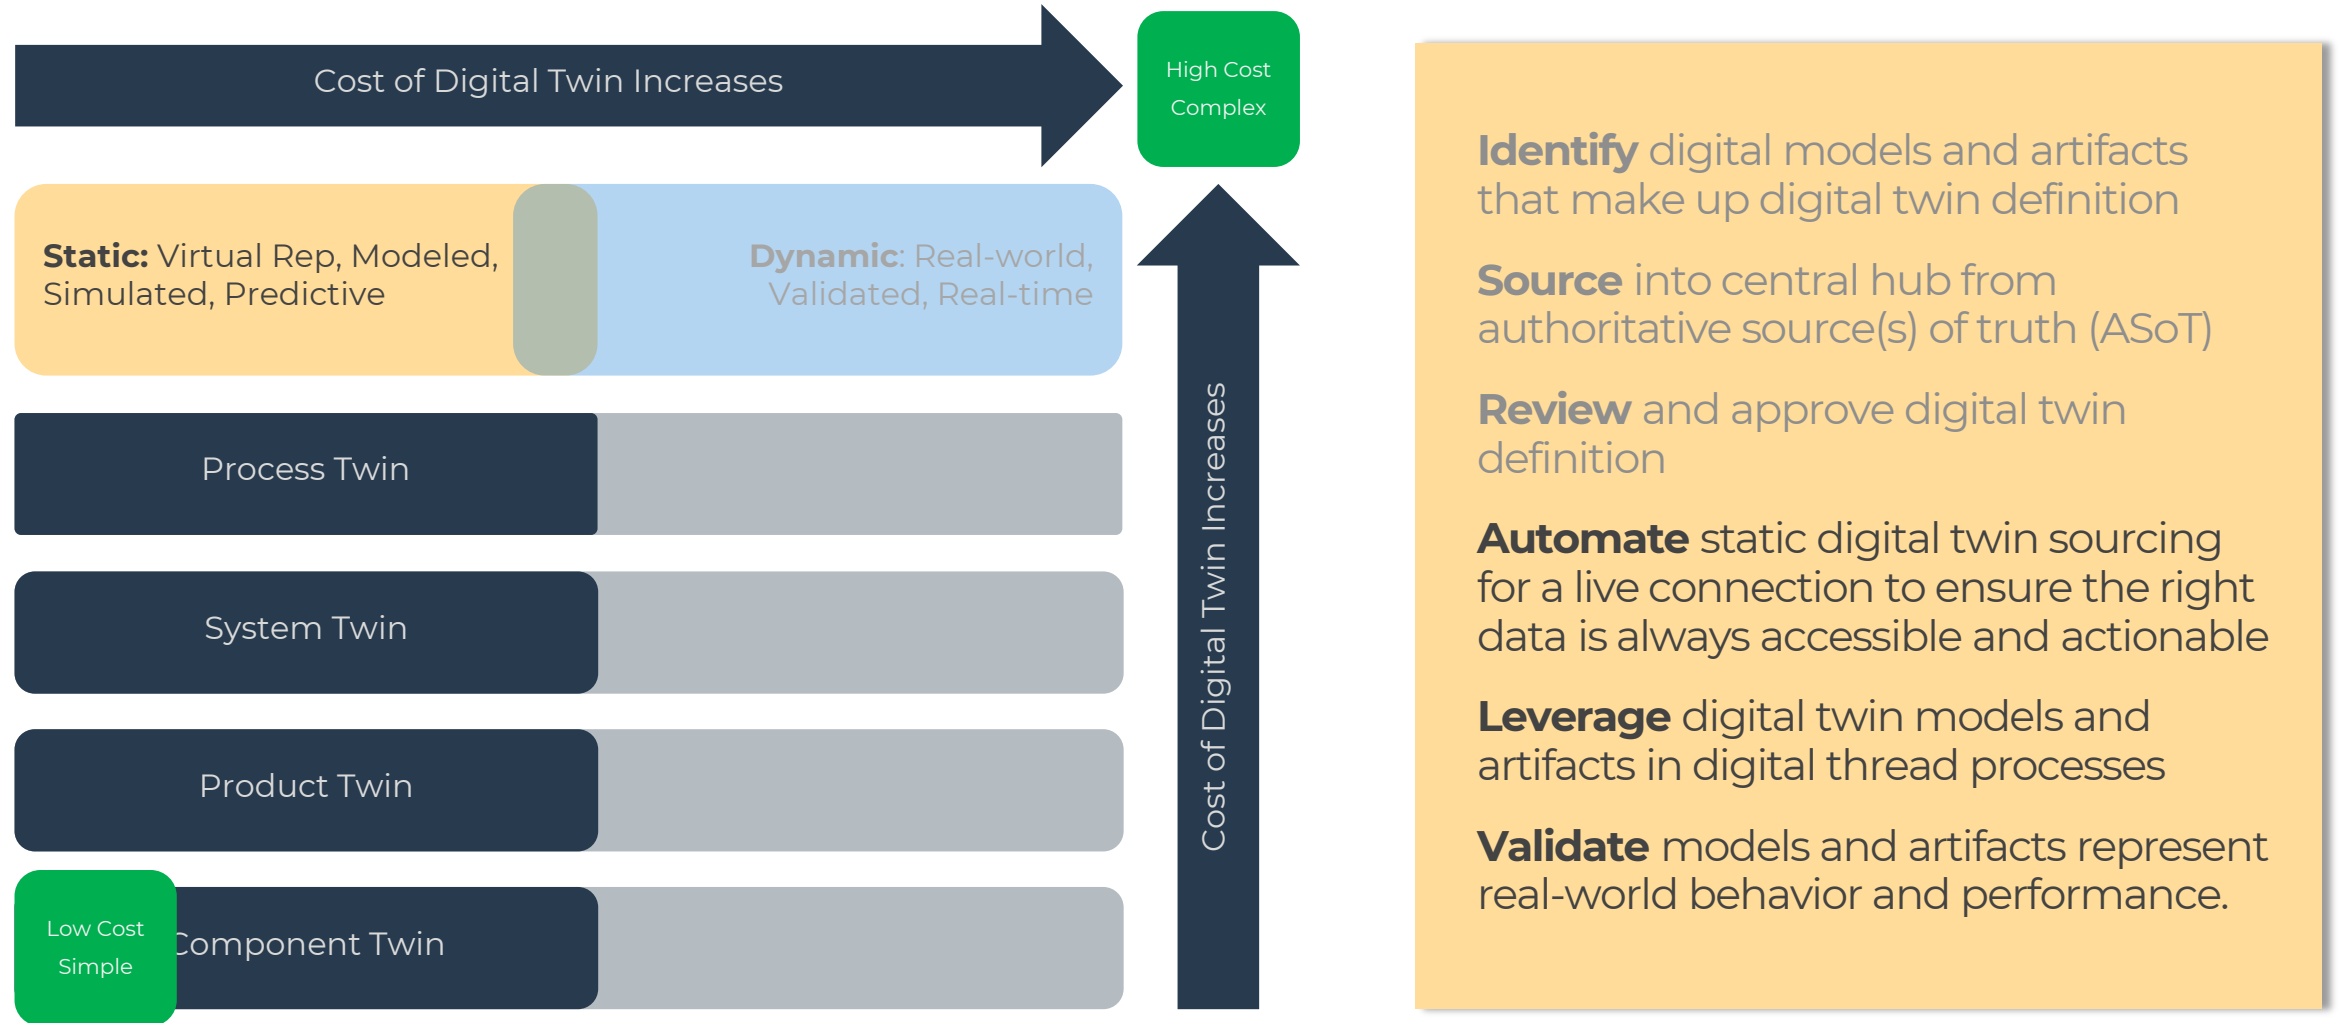 Cost of Digital Twin Increases
High Cost
Complex
Static: Virtual Rep, Modeled,
Simulated, Predictive
Dynamic: Real-world,
Validated, Real-time
Process Twin
System Twin
Product Twin
Component Twin
Low Cost
Simple
Cost of Digital Twin Increases
Identify digital models and artifacts
that make up digital twin definition
Source into central hub from
authoritative source(s) of truth (ASoT)
Review and approve digital twin
definition
Automate static digital twin sourcing
for a live connection to ensure the right
data is always accessible and actionable
Leverage digital twin models and
artifacts in digital thread processes
Validate models and artifacts represent
real-world behavior and performance.